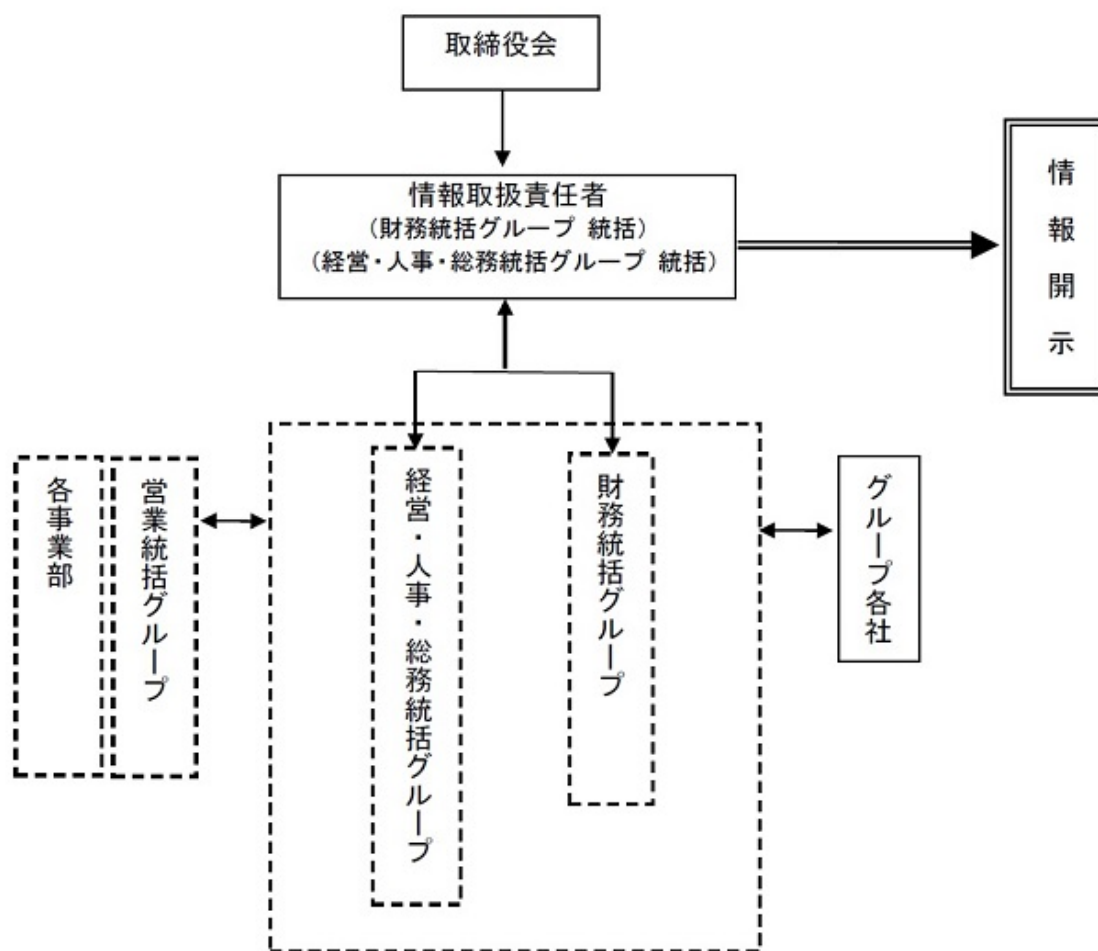 取締役会
情報取扱責任者
(財務統括グループ 統括)
(経営・人事・総務統括グループ 統括)
情報開示
各事業部
営業統括グループ
経営・人事・総務統括グループ
財務統括グループ
グループ各社